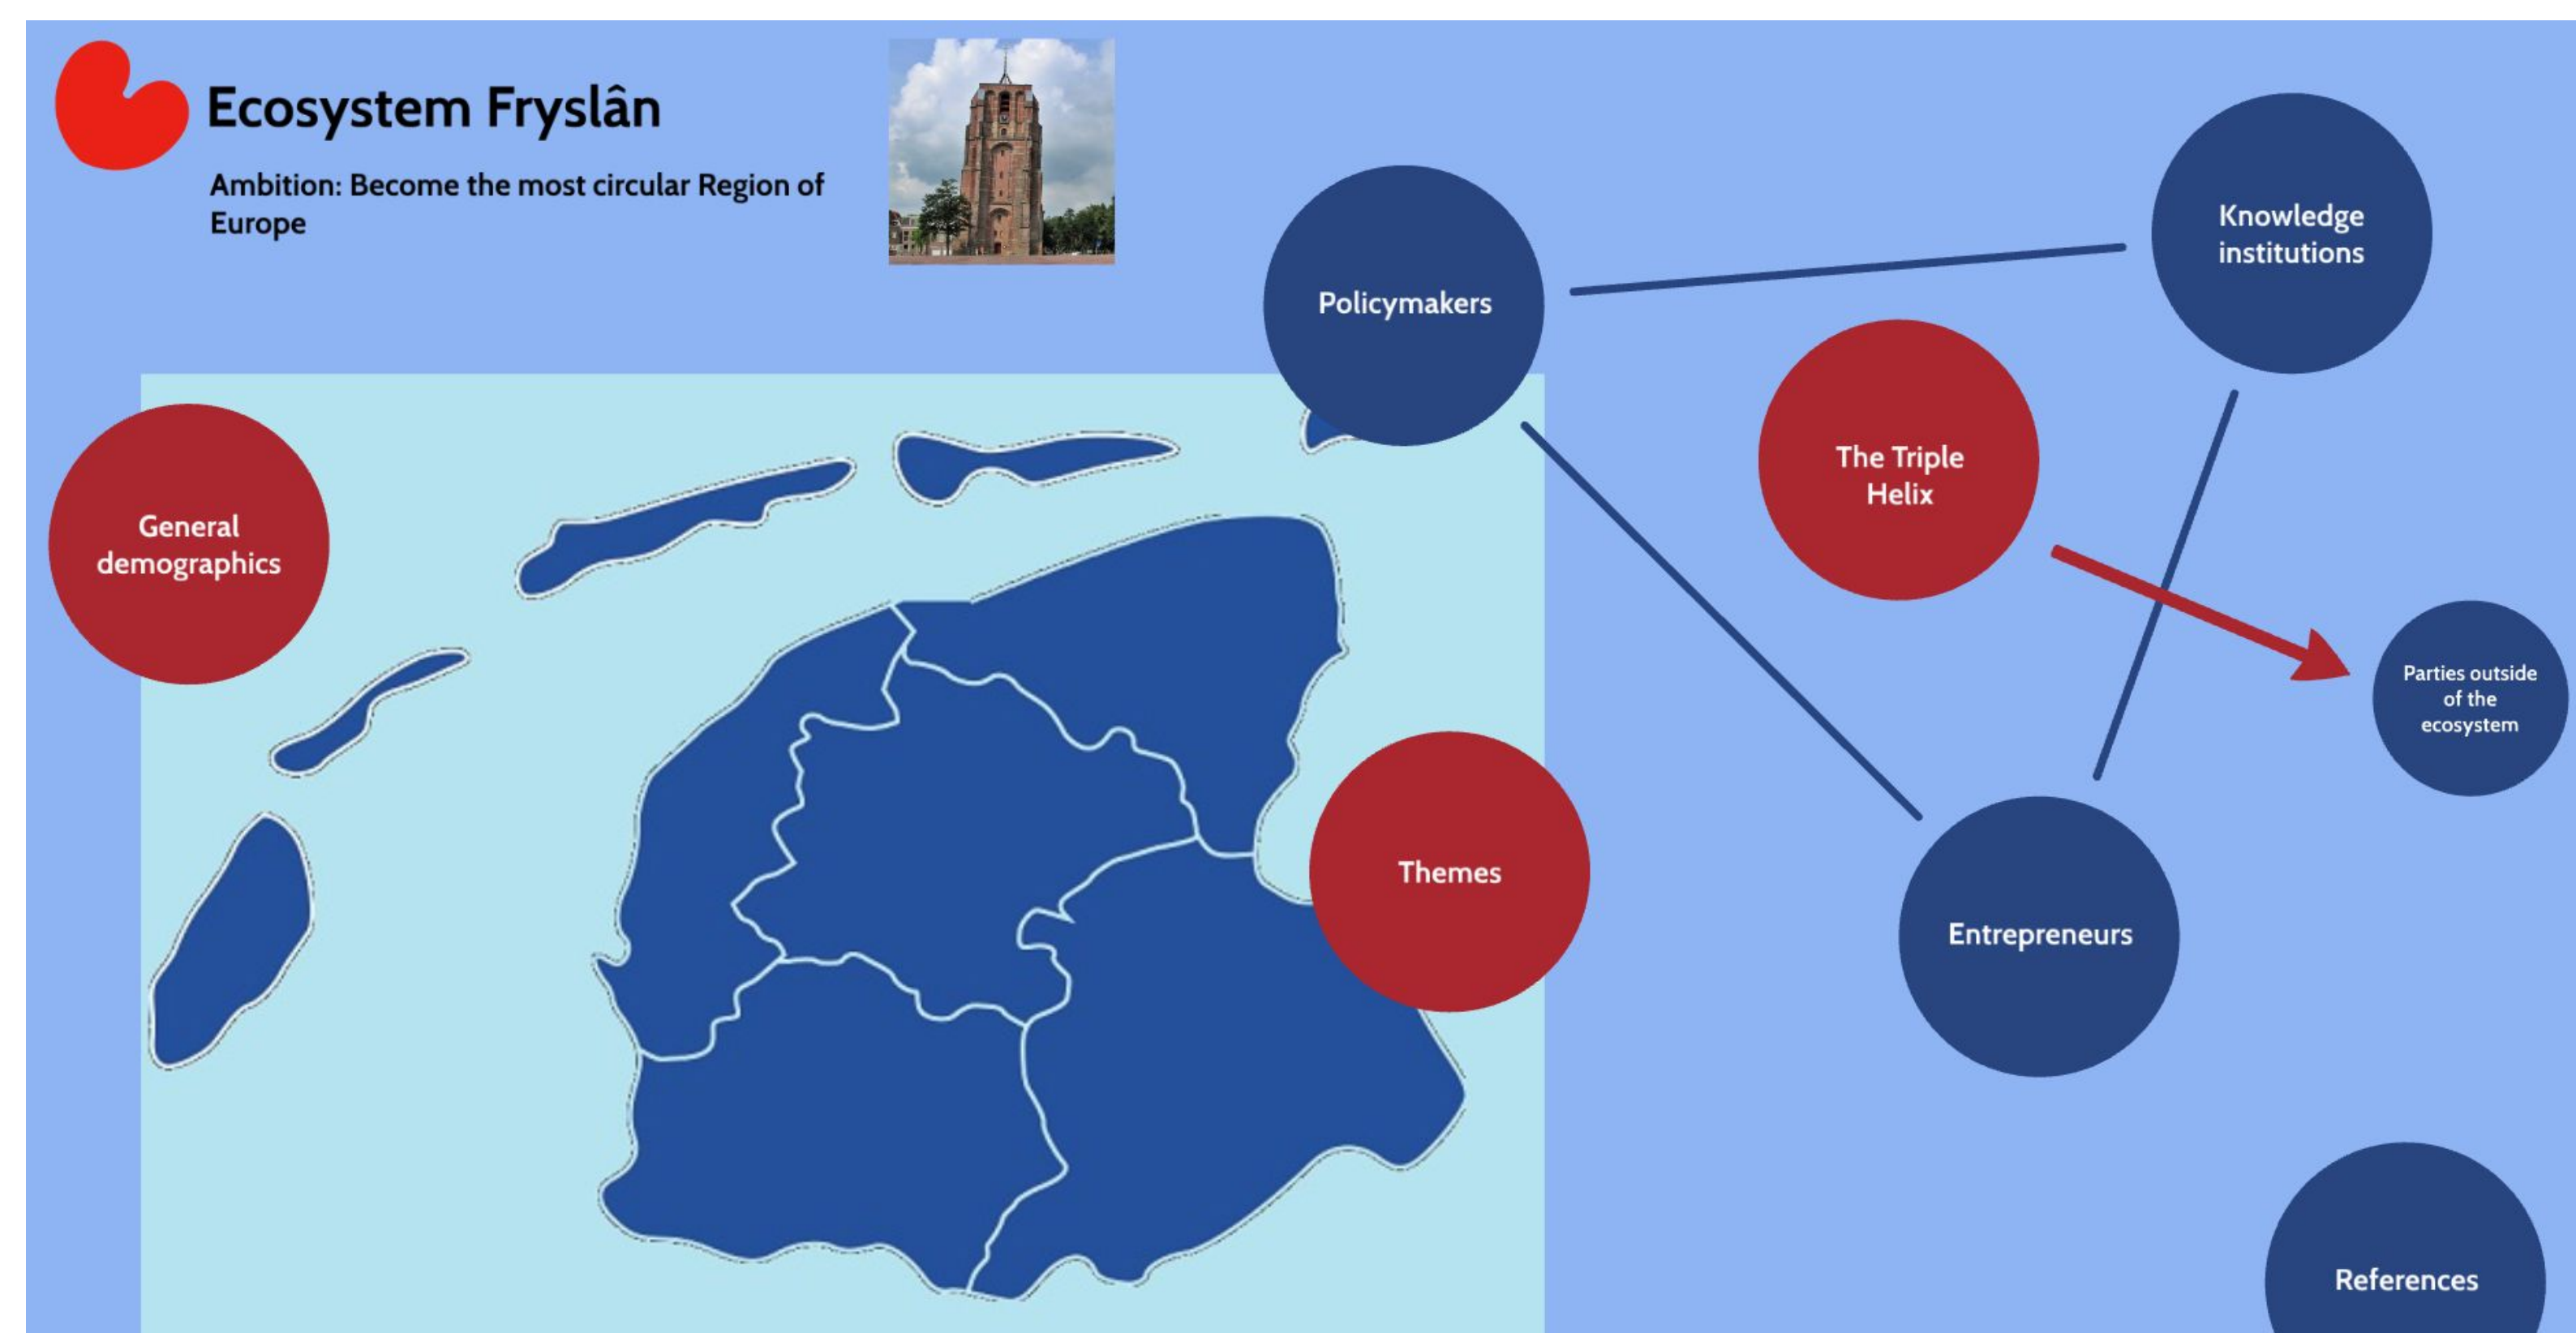 Ecosystem Fryslân
Ambition: Become the most circular Region of
Europe
Policymakers
Knowledge
institutions
The Triple
Helix
General
demographics
Parties outside
of the
ecosystem
Themes
Entrepreneurs
References